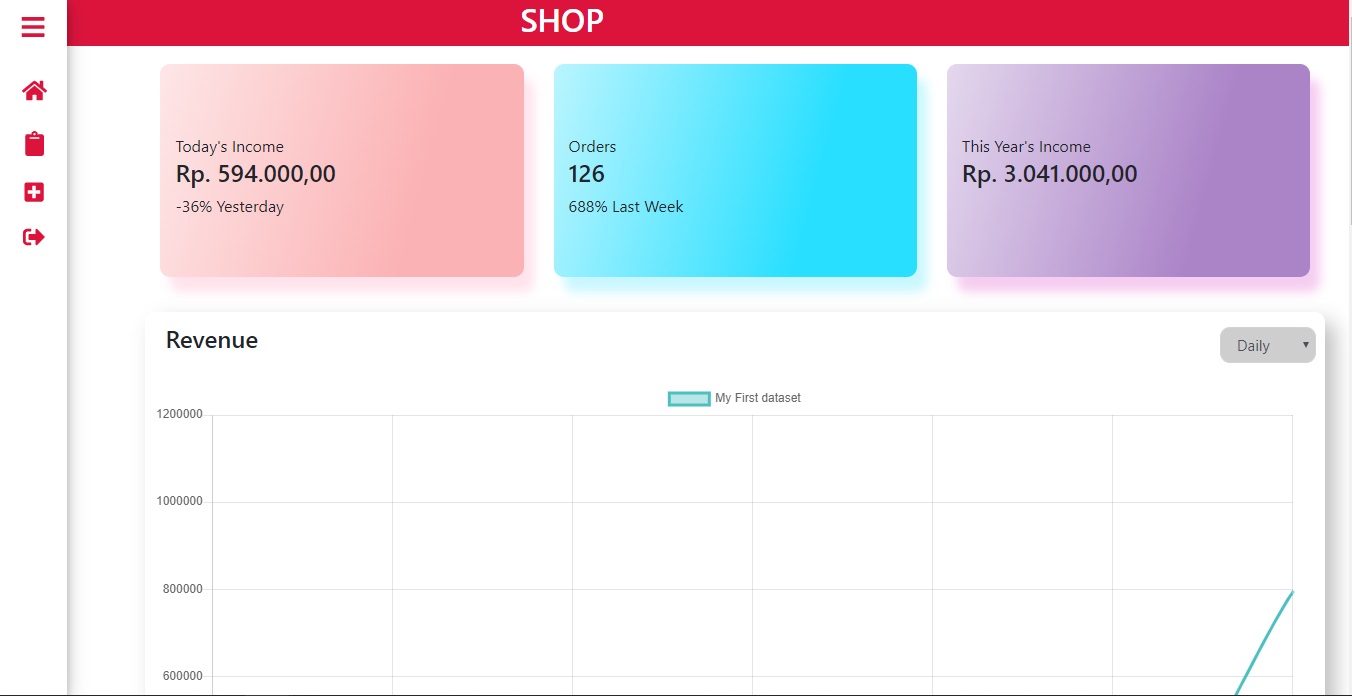 SHOP
Today's Income
Rp. 594.000,00
-36% Yesterday
Orders
126
688% Last Week
This Year's Income
Rp. 3.041.000,00
Revenue
Daily
My First dataset
1200000
1000000
800000
600000